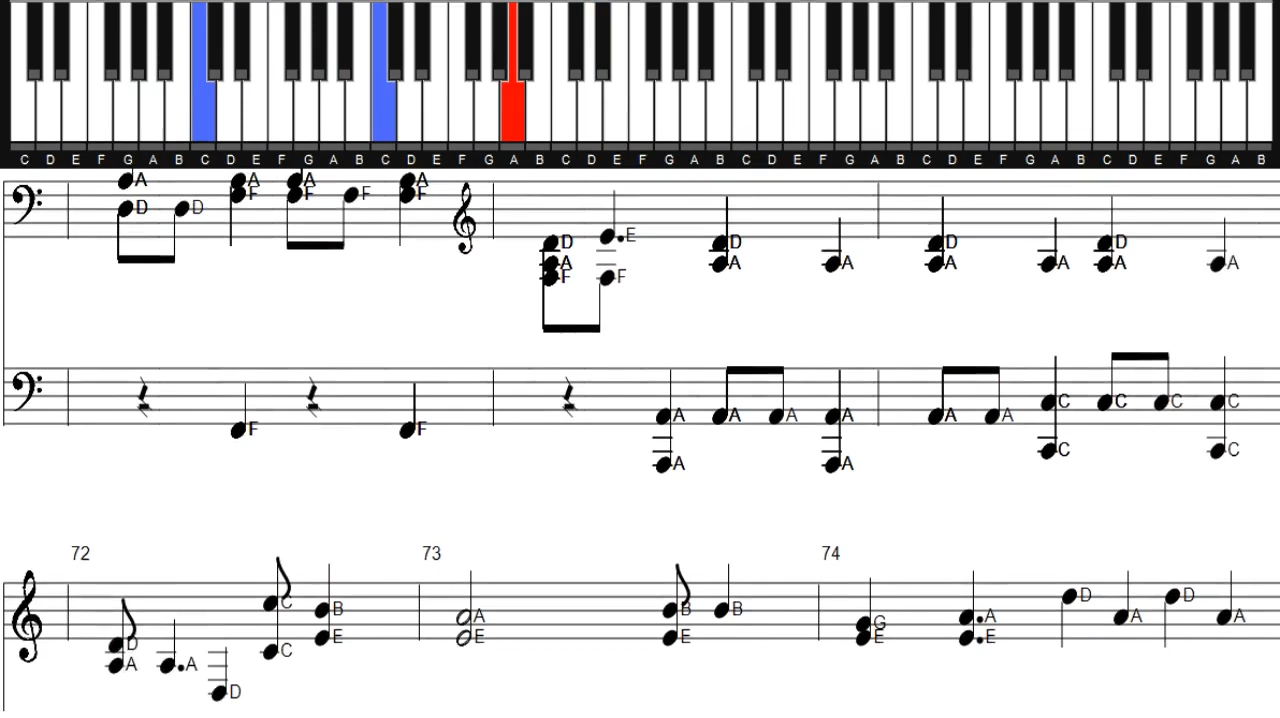 C D E F G A B C D E F G A B C D E F G A B C D E F G A B C D E F G A B C D E F G A B C D E F G A B
A A A A
F F F F
D D
E
D D D
A A A A A A A
F F
C C C C
A A A A A A
F F
C C
A A
72 73 74
D D
C
B B B
A A A A
G
E E E E
D
C
A A
D